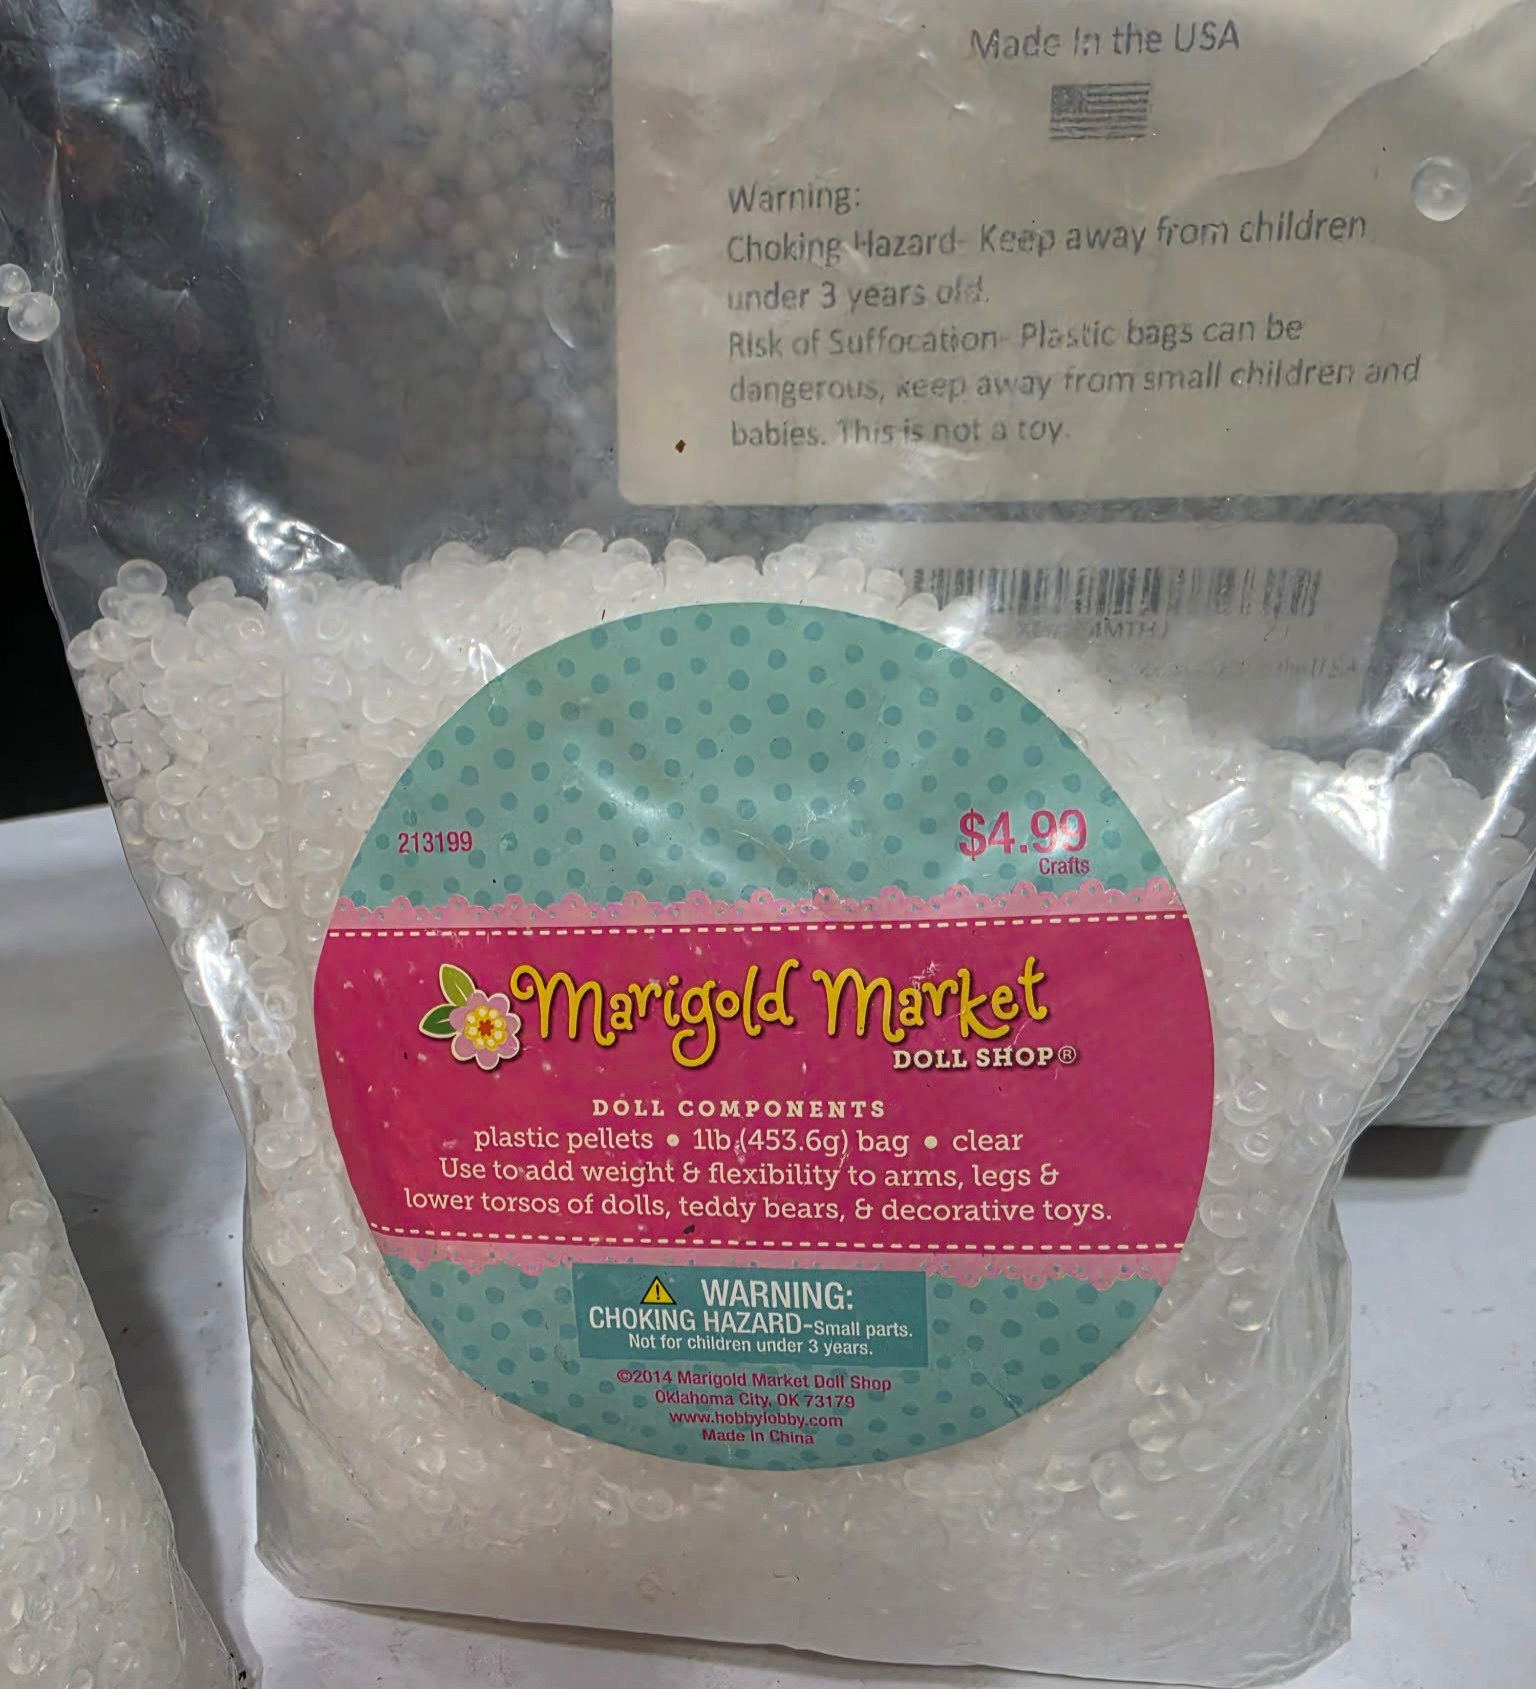 Made In the USA
Warning:
Choking Hazard- Keep away from children
under 3 years old.
Risk of Suffocation- Plastic bags can be
dangerous, keep away from small children and
babies. This is not a toy.
213199
$4.99
Crafts
Marigold Market
DOLL SHOP®
DOLL COMPONENTS
plastic pellets • 1lb.(453.6g) bag • clear
Use to add weight & flexibility to arms, legs &
lower torsos of dolls, teddy bears, & decorative toys.
WARNING:
CHOKING HAZARD-Small parts.
Not for children under 3 years.
©2014 Marigold Market Doll Shop
Oklahoma City, OK 73179
www.hobbylobby.com
Made in China